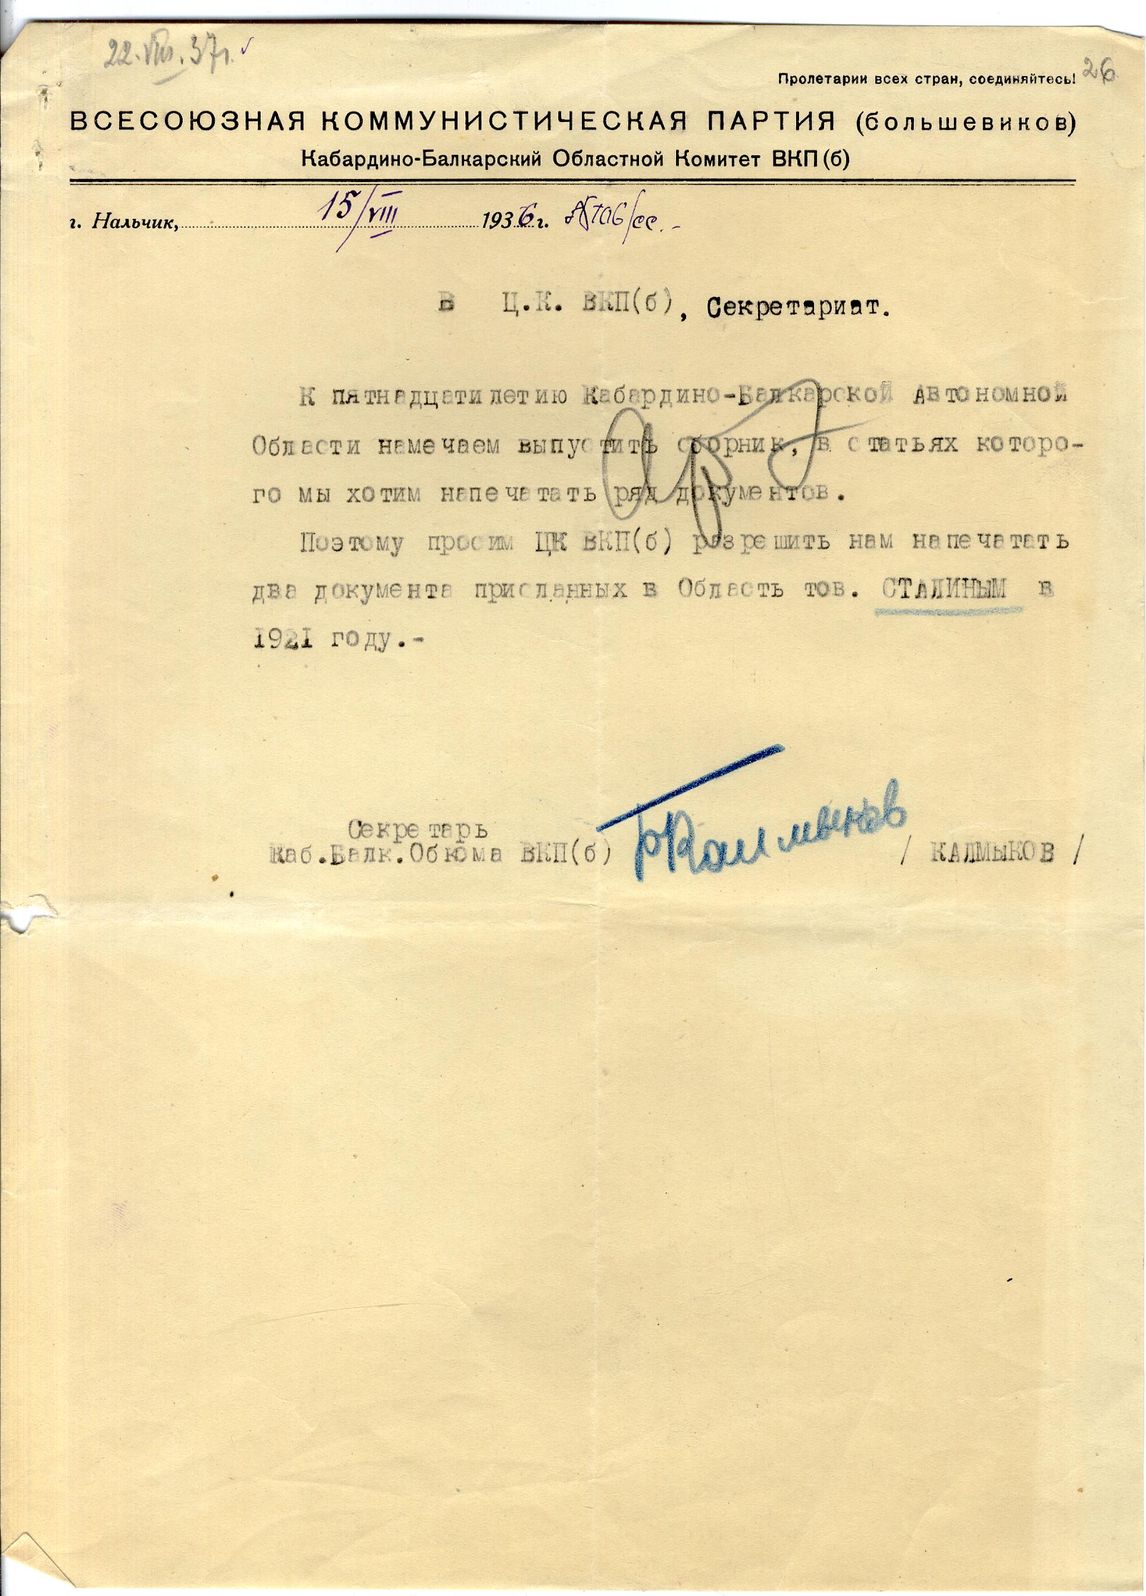 22.VIII.37г.
26
Пролетарии всех стран, соединяйтесь!
ВСЕСОЮЗНАЯ КОММУНИСТИЧЕСКАЯ ПАРТИЯ (большевиков)
Кабардино-Балкарский Областной Комитет ВКП(б)
г. Нальчик, 15/VIII 1936 г. №106/сс.-
В Ц.К. ВКП(б), Секретариат.
К пятнадцатилетию Кабардино-Балкарской Автономной
Области намечаем выпустить сборник, в статьях которо-
го мы хотим напечатать ряд документов.
Поэтому просим ЦК ВКП(б) разрешить нам напечатать
два документа присланных в Область тов. СТАЛИНЫМ в
1921 году.-
Секретарь
Каб.Балк.Обкома ВКП(б) / КАЛМЫКОВ /